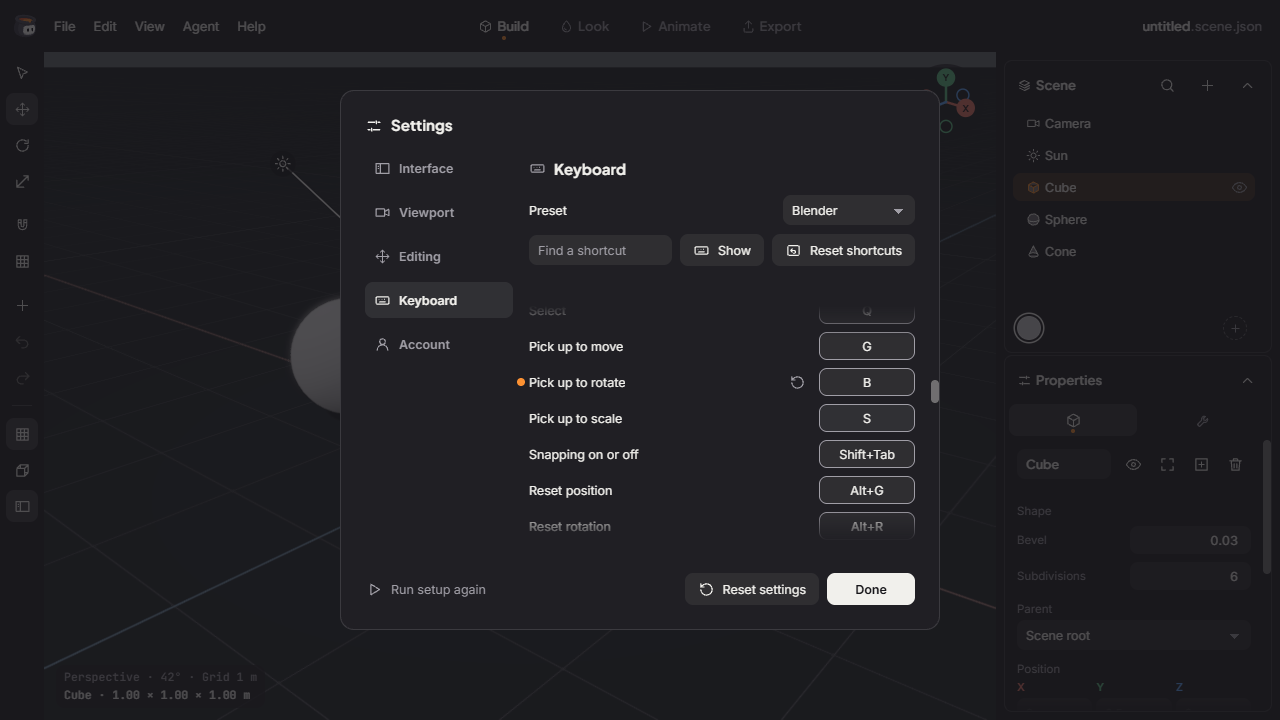 File Edit View Agent Help
Build Look Animate Export
untitled.scene.json
Y
X
Scene
Camera
Sun
Cube
Sphere
Cone
Settings
Interface
Viewport
Editing
Keyboard
Account
Keyboard
Preset Blender
Find a shortcut Show Reset shortcuts
Select Q
Pick up to move G
Pick up to rotate B
Pick up to scale S
Snapping on or off Shift+Tab
Reset position Alt+G
Reset rotation Alt+R
Run setup again Reset settings Done
Properties
Cube
Shape
Bevel 0.03
Subdivisions 6
Parent
Scene root
Position
X Y Z
Perspective · 42° · Grid 1 m
Cube · 1.00 × 1.00 × 1.00 m